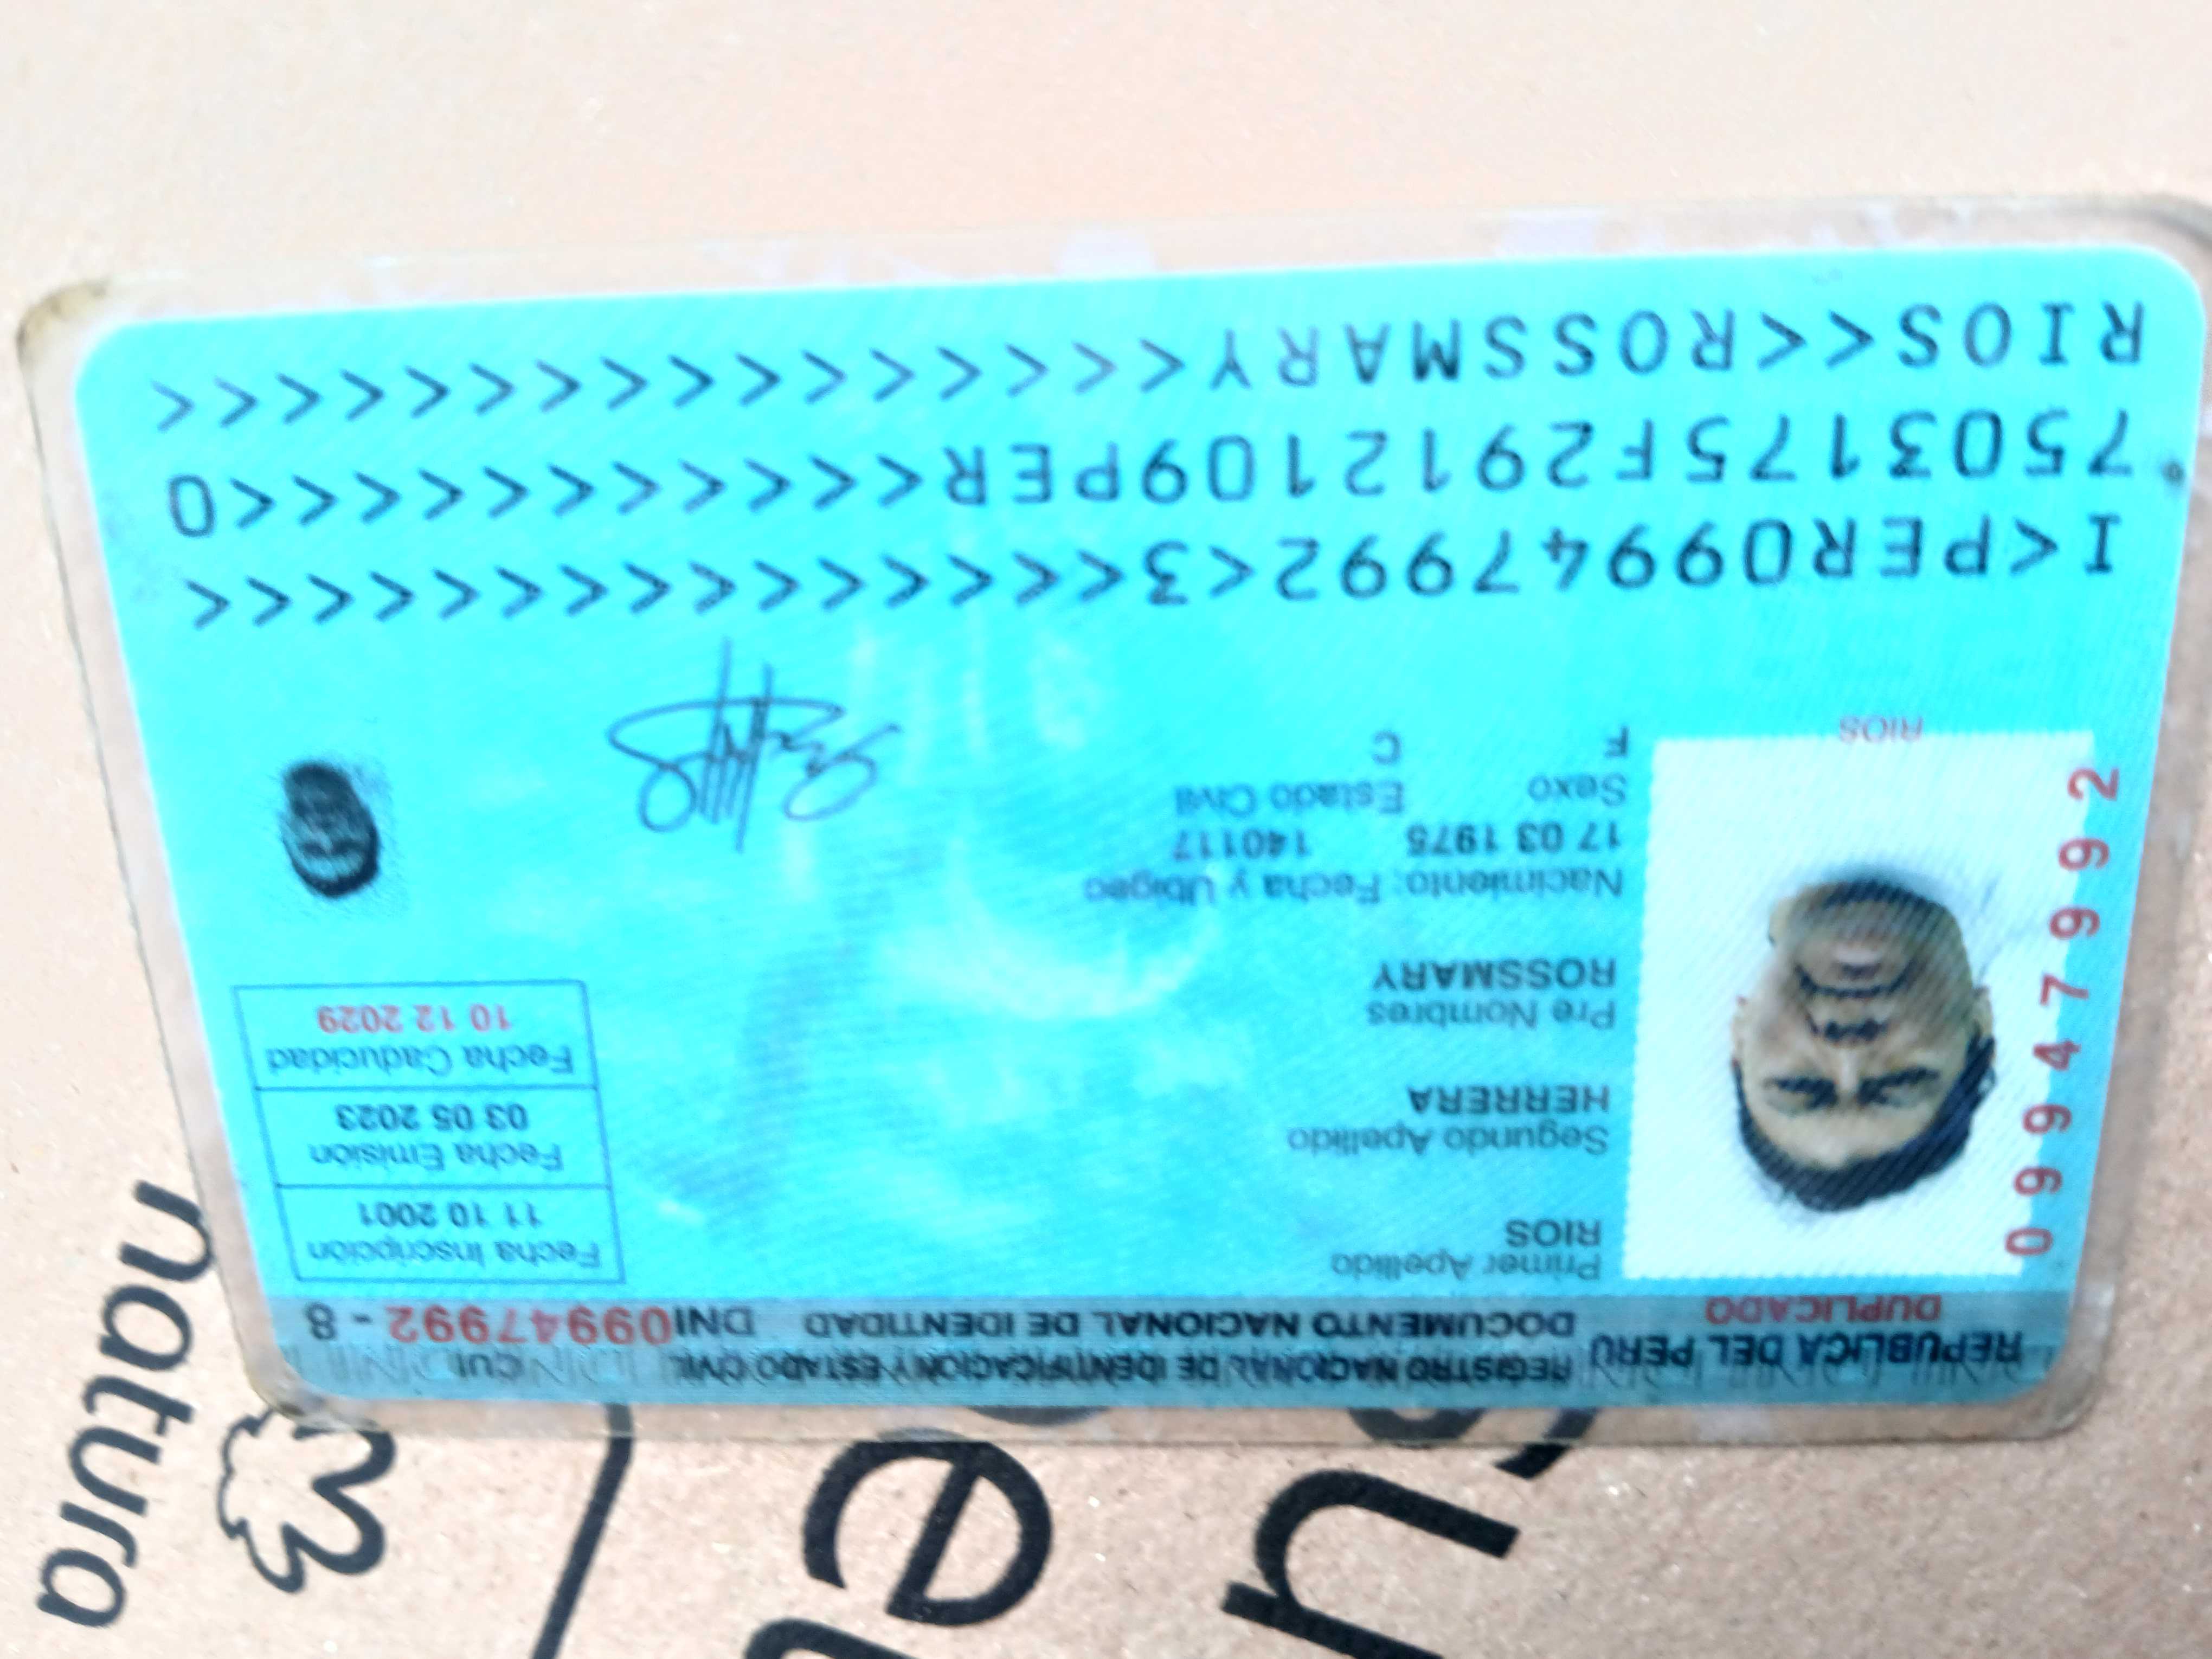 REPUBLICA DEL PERU
REGISTRO NACIONAL DE IDENTIFICACION Y ESTADO CIVIL
CUI
DUPLICADO
DOCUMENTO NACIONAL DE IDENTIDAD
DNI 09947992 - 8
Primer Apellido
RIOS
Segundo Apellido
HERRERA
Pre Nombres
ROSSMARY
Nacimiento: Fecha y Ubigeo
17 03 1975 140117
Sexo Estado Civil
F C
Fecha Inscripción
11 10 2001
Fecha Emisión
03 05 2023
Fecha Caducidad
10 12 2029
09947992
RIOS
I<PER09947992<3<<<<<<<<<<<<<<<
7503175F2912109PER<<<<<<<<<<<0
RIOS<<ROSSMARY<<<<<<<<<<<<<<<<
natura